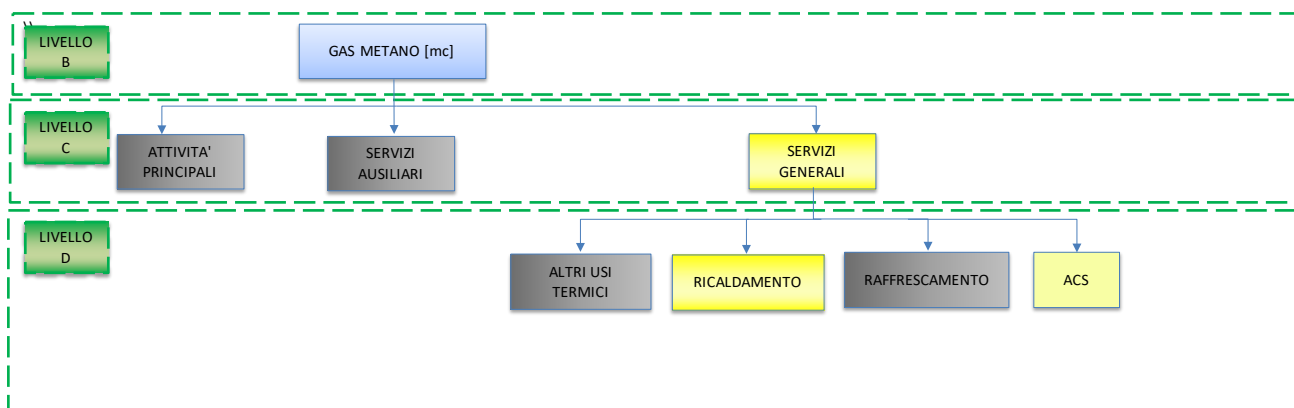 LIVELLO
B
GAS METANO [mc]
LIVELLO
C
ATTIVITA'
PRINCIPALI
SERVIZI
AUSILIARI
SERVIZI
GENERALI
LIVELLO
D
ALTRI USI
TERMICI
RICALDAMENTO
RAFFRESCAMENTO
ACS